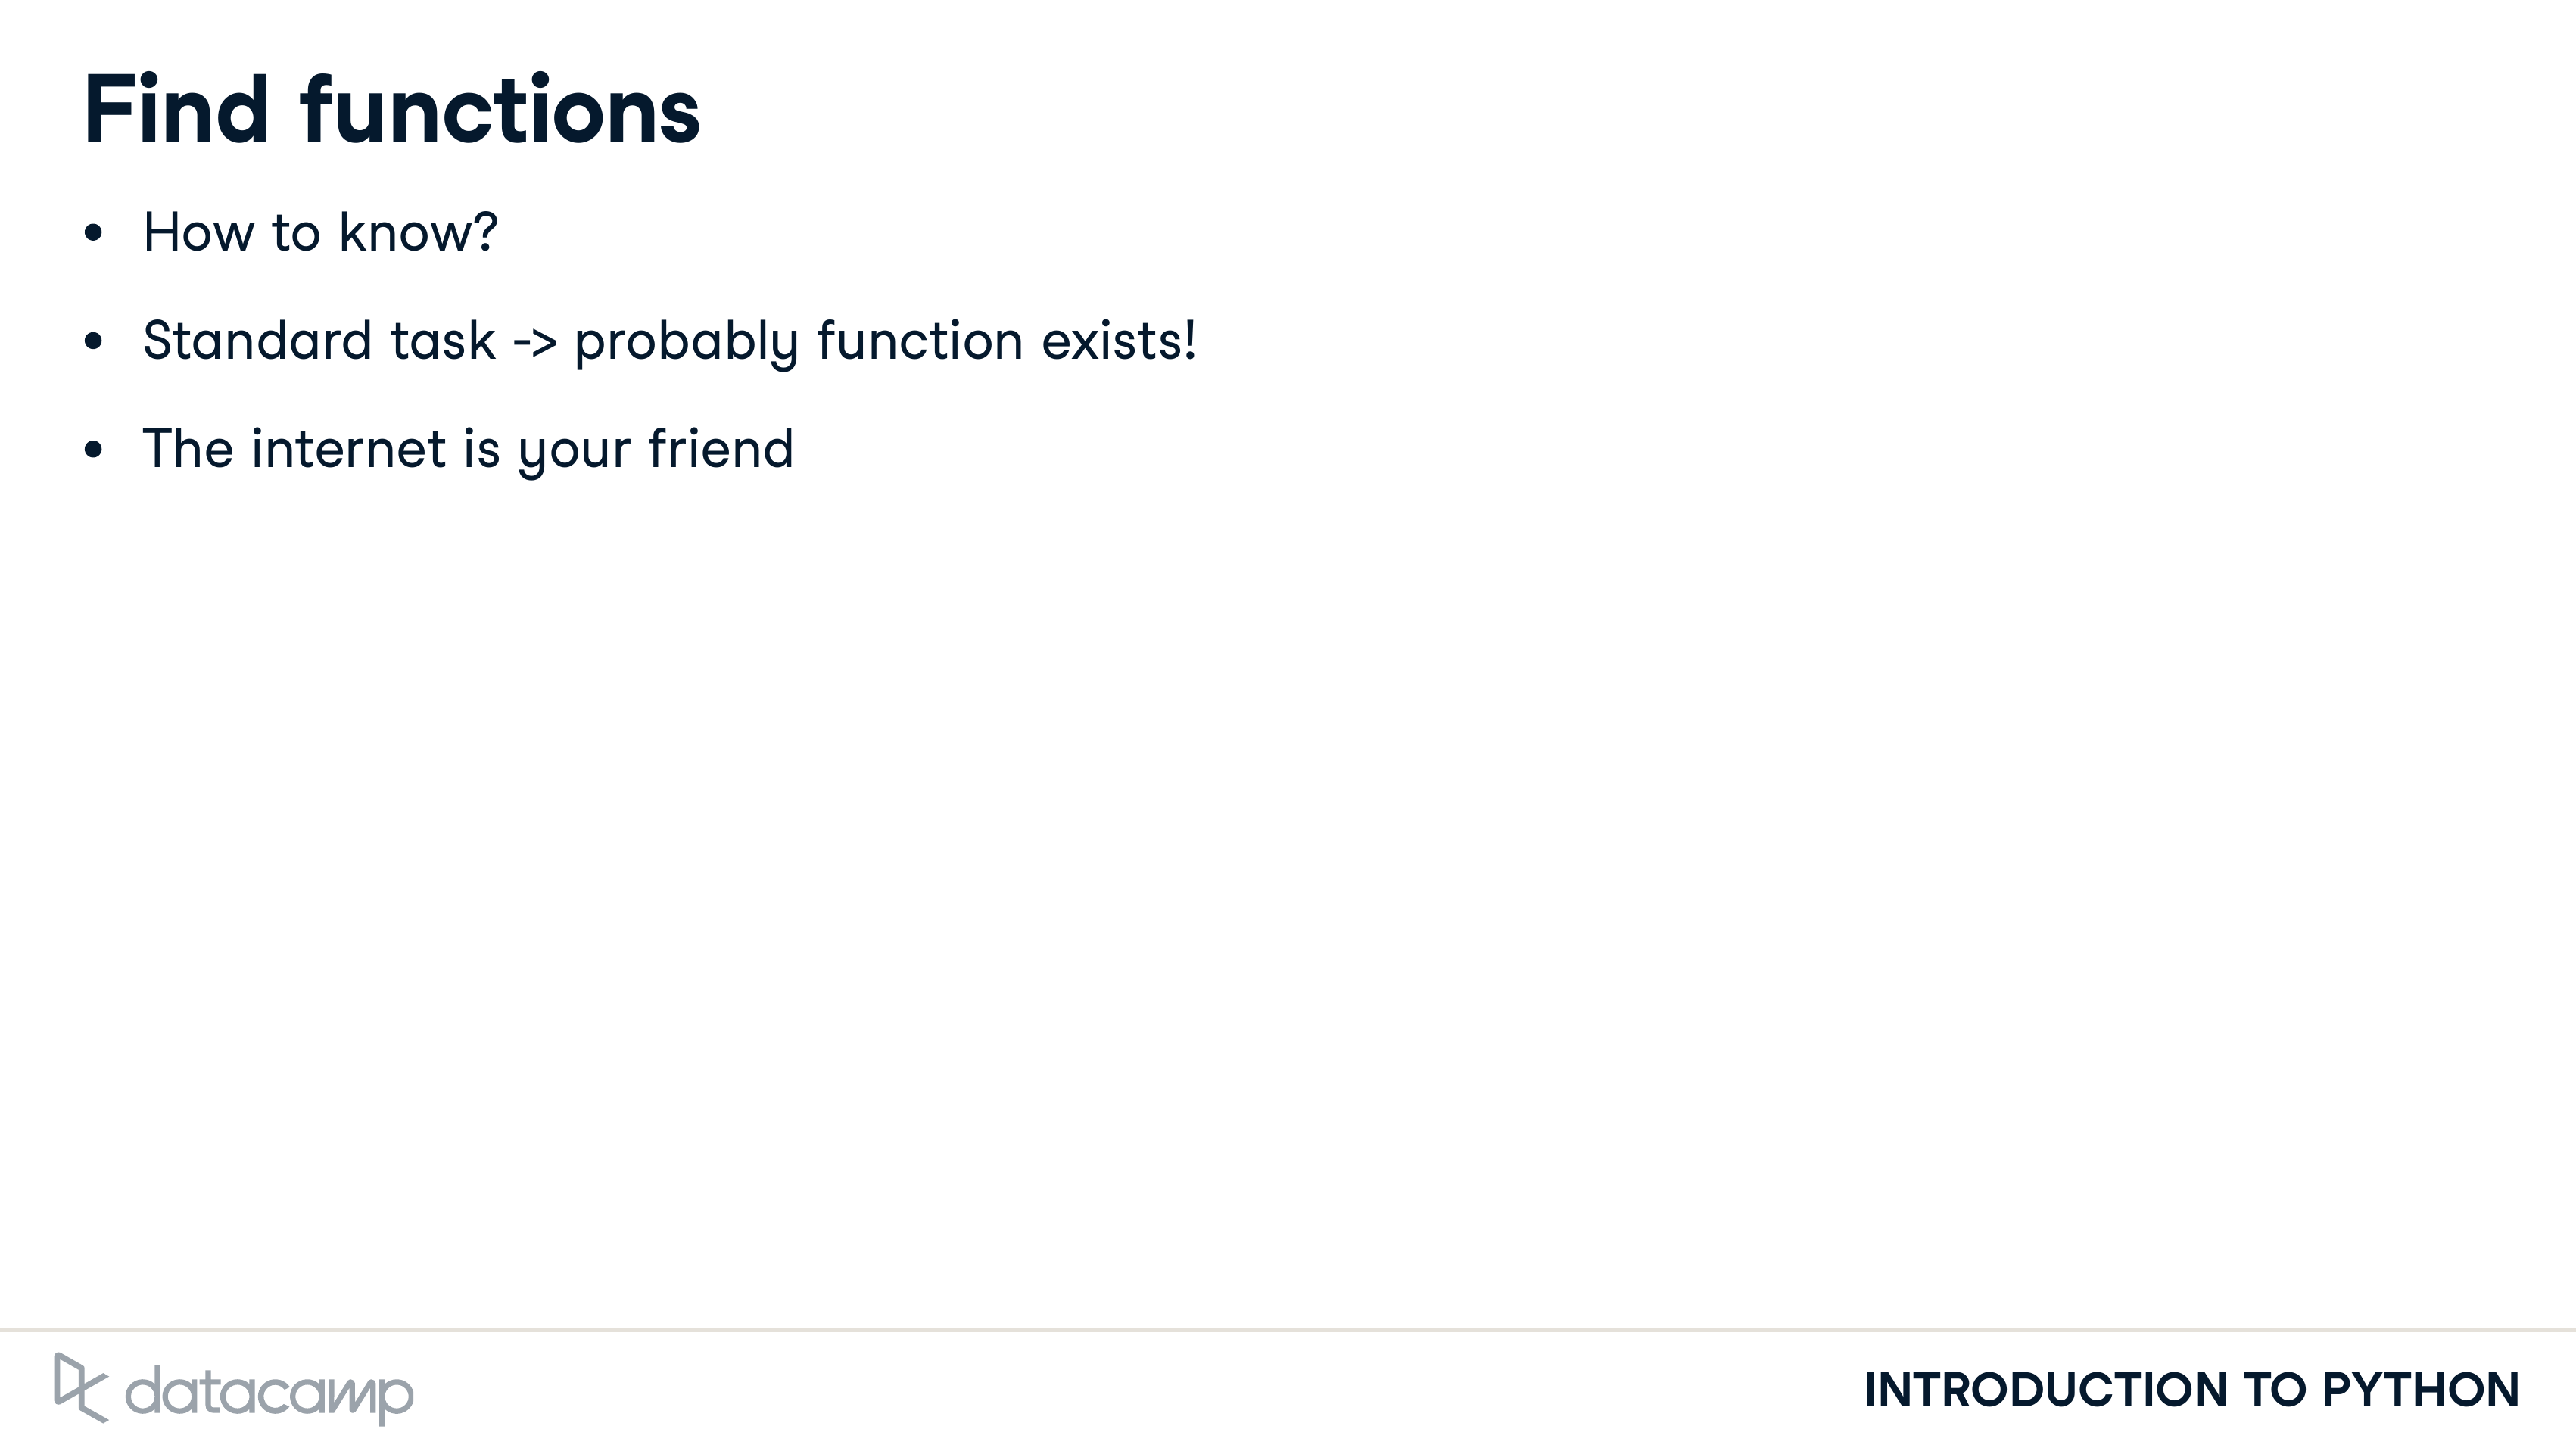 Find functions
• How to know?
• Standard task -> probably function exists!
• The internet is your friend
datacamp
INTRODUCTION TO PYTHON